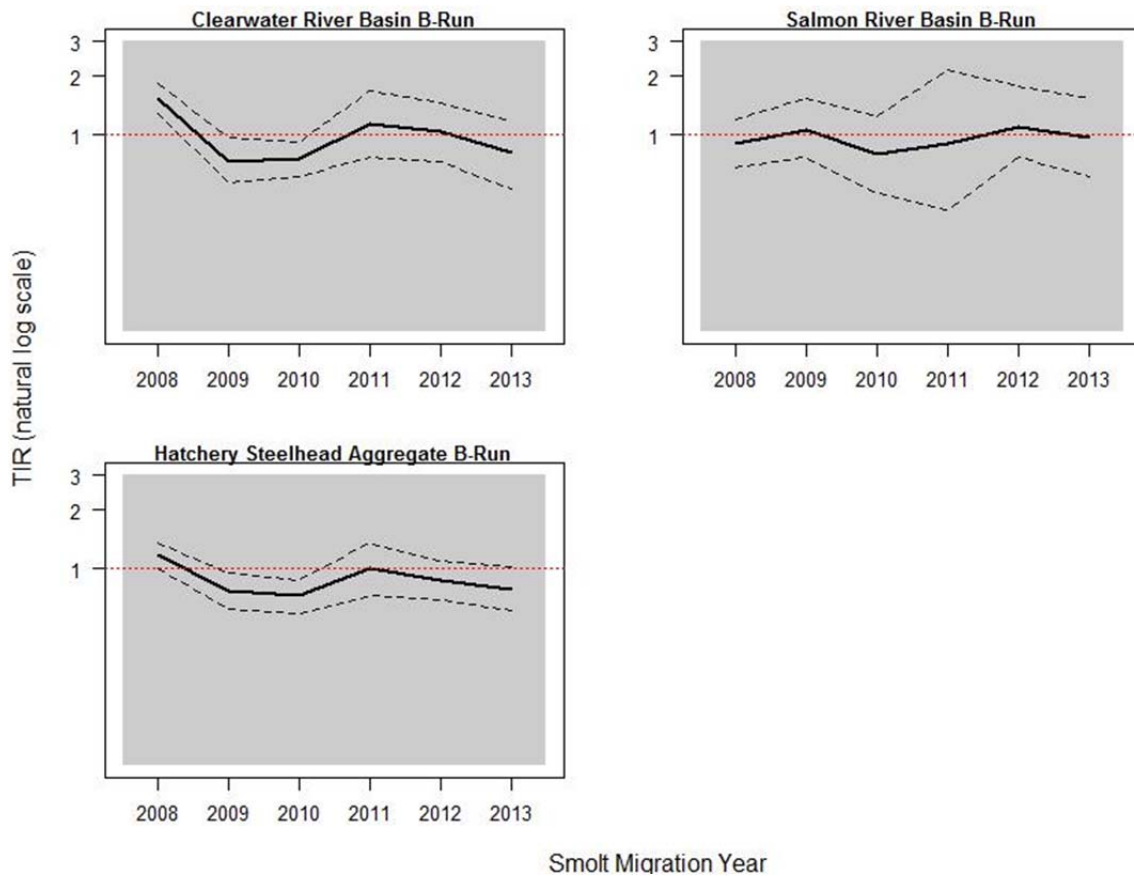 Clearwater River Basin B-Run
3
2
1
2008 2009 2010 2011 2012 2013
Salmon River Basin B-Run
3
2
1
2008 2009 2010 2011 2012 2013
TIR (natural log scale)
Hatchery Steelhead Aggregate B-Run
3
2
1
2008 2009 2010 2011 2012 2013
Smolt Migration Year